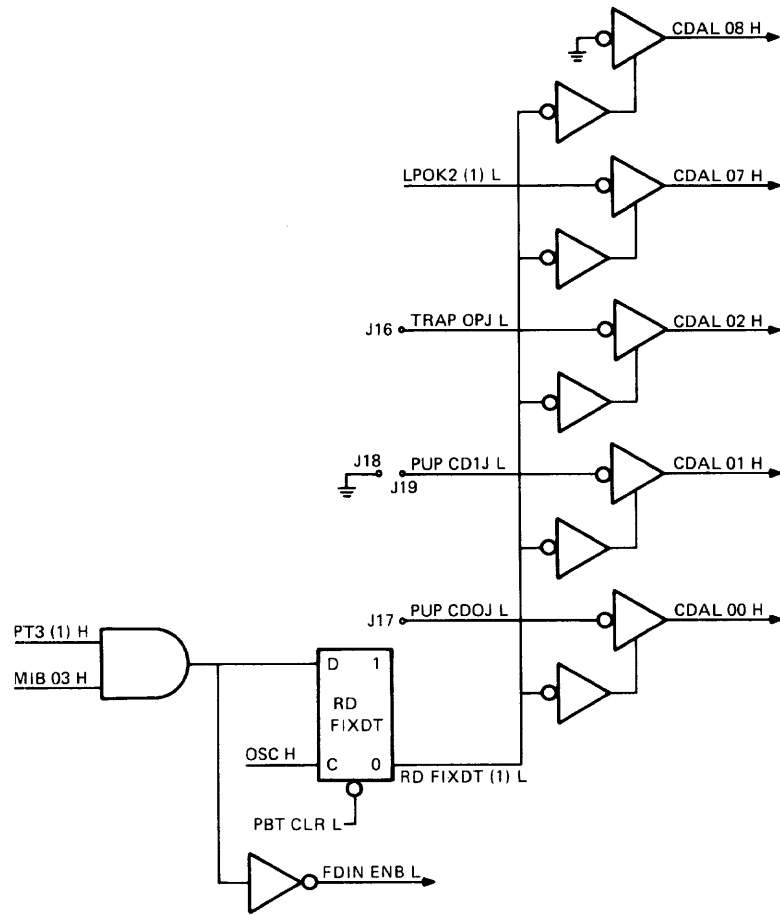 CDAL 08 H
LPOK2 (1) L
CDAL 07 H
J16
TRAP OPJ L
CDAL 02 H
J18
J19
PUP CD1J L
CDAL 01 H
J17
PUP CD0J L
CDAL 00 H
PT3 (1) H
MIB 03 H
D 1
RD
FIXDT
OSC H
C 0
RD FIXDT (1) L
PBT CLR L
FDIN ENB L